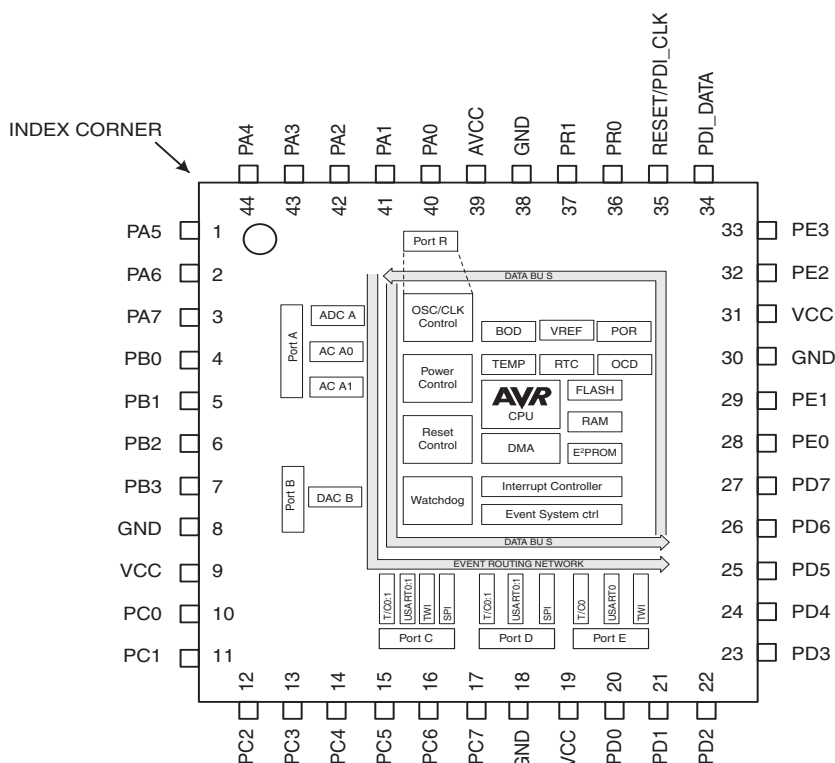 INDEX CORNER
PA4
PA3
PA2
PA1
PA0
AVCC
GND
PR1
PR0
RESET/PDI_CLK
PDI_DATA
44
43
42
41
40
39
38
37
36
35
34
PA5 1
PA6 2
PA7 3
PB0 4
PB1 5
PB2 6
PB3 7
GND 8
VCC 9
PC0 10
PC1 11
33 PE3
32 PE2
31 VCC
30 GND
29 PE1
28 PE0
27 PD7
26 PD6
25 PD5
24 PD4
23 PD3
Port R
DATA BU S
OSC/CLK
Control
Power
Control
Reset
Control
Watchdog
BOD
VREF
POR
TEMP
RTC
OCD
AVR
CPU
FLASH
RAM
DMA
E²PROM
Interrupt Controller
Event System ctrl
DATA BU S
EVENT ROUTING NETWORK
Port A
ADC A
AC A0
AC A1
Port B
DAC B
T/C0:1
USART0:1
TWI
SPI
Port C
T/C0:1
USART0:1
SPI
Port D
T/C0
USART0
TWI
Port E
12
13
14
15
16
17
18
19
20
21
22
PC2
PC3
PC4
PC5
PC6
PC7
GND
VCC
PD0
PD1
PD2